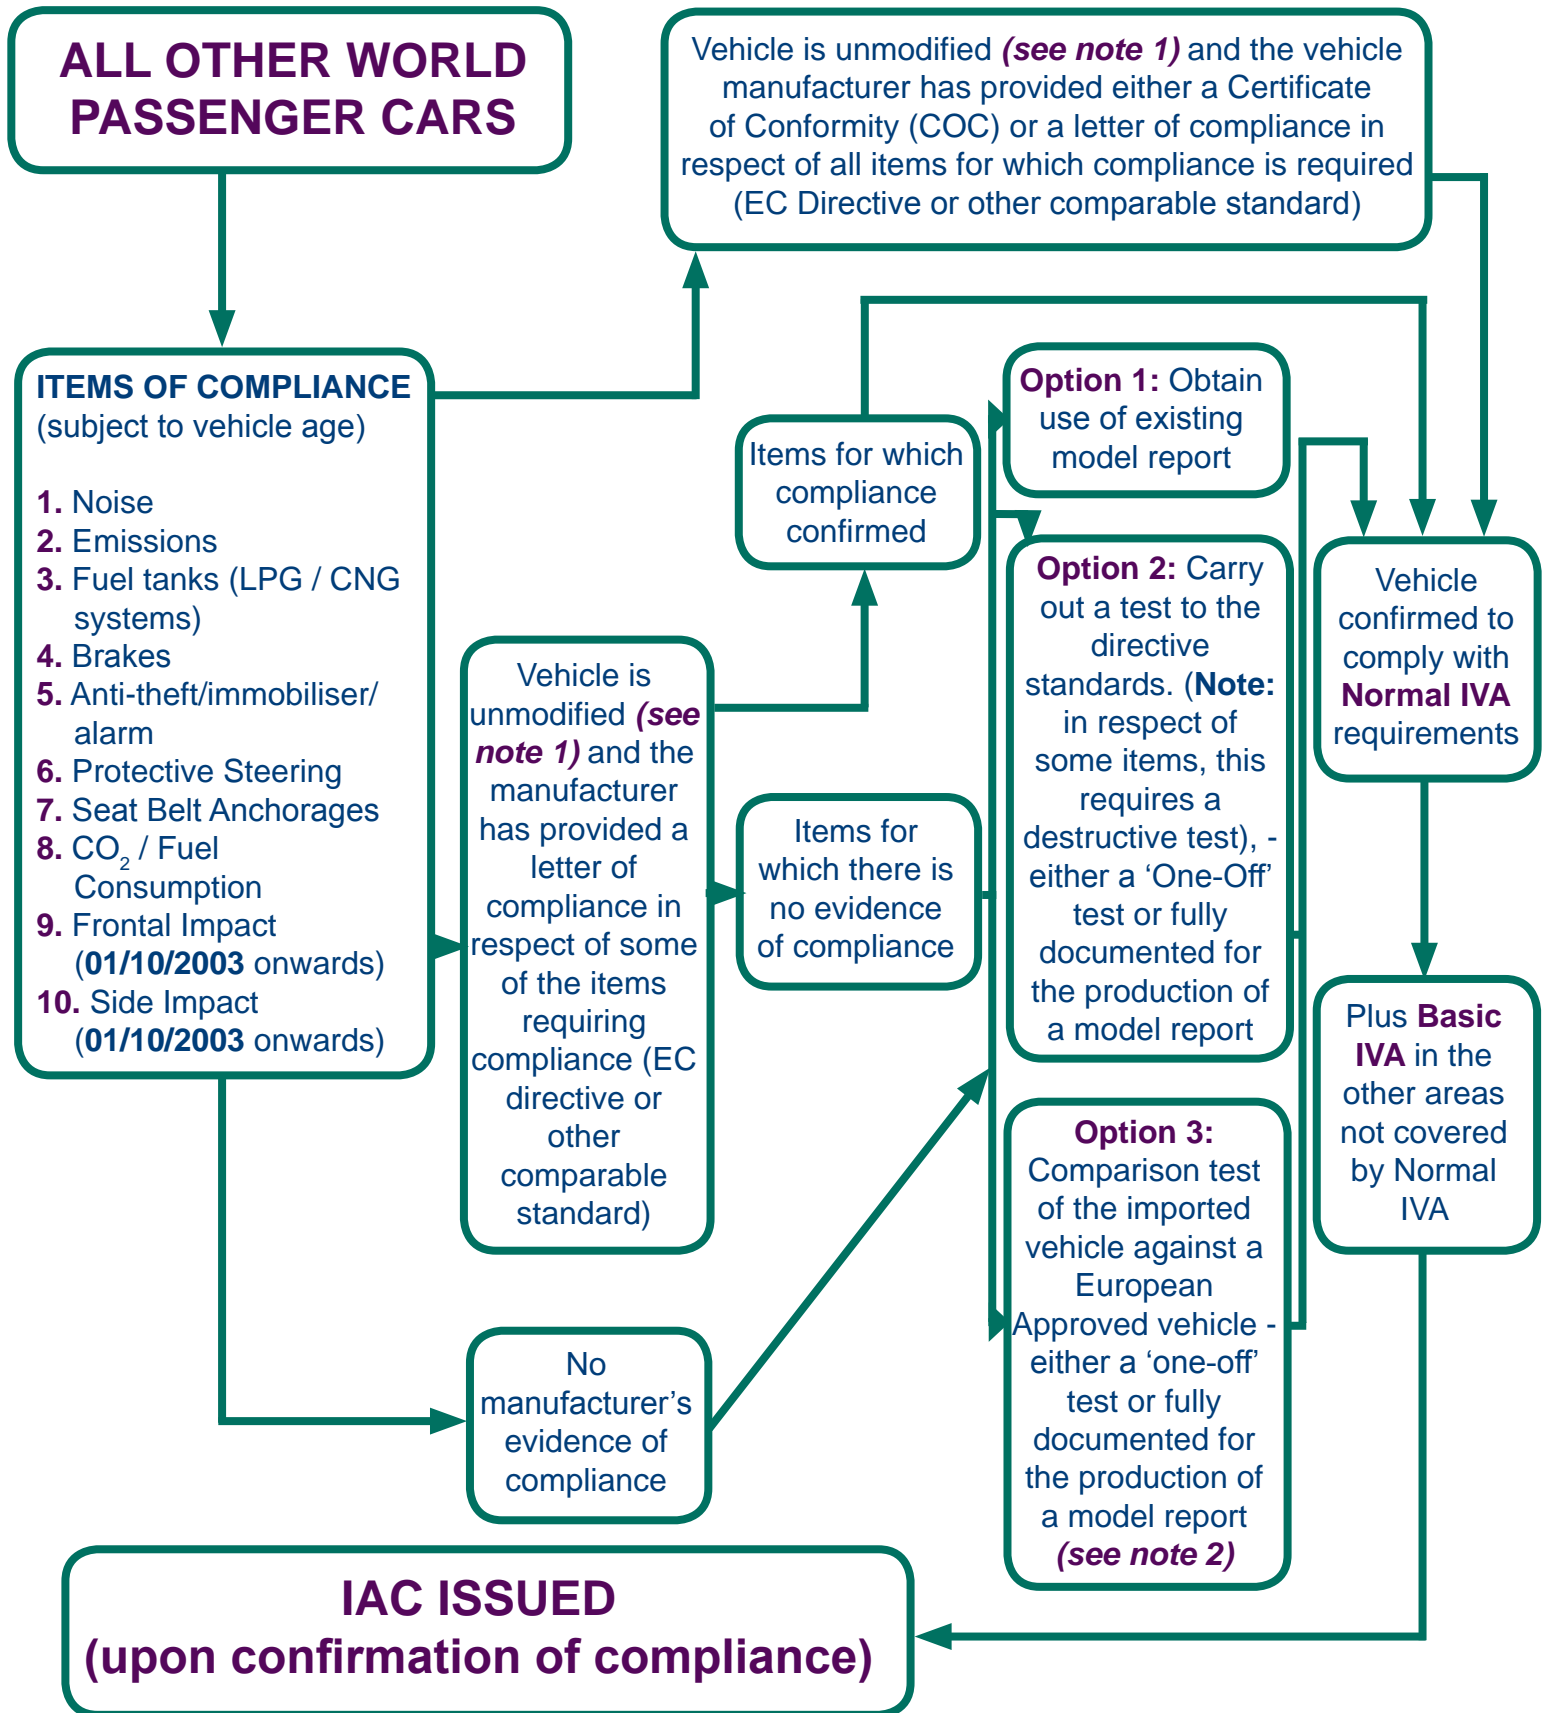 ALL OTHER WORLD
PASSENGER CARS
Vehicle is unmodified (see note 1) and the vehicle
manufacturer has provided either a Certificate
of Conformity (COC) or a letter of compliance in
respect of all items for which compliance is required
(EC Directive or other comparable standard)
ITEMS OF COMPLIANCE
(subject to vehicle age)
1. Noise
2. Emissions
3. Fuel tanks (LPG / CNG
systems)
4. Brakes
5. Anti-theft/immobiliser/
alarm
6. Protective Steering
7. Seat Belt Anchorages
8. CO2 / Fuel
Consumption
9. Frontal Impact
(01/10/2003 onwards)
10. Side Impact
(01/10/2003 onwards)
Vehicle is
unmodified (see
note 1) and the
manufacturer
has provided a
letter of
compliance in
respect of some
of the items
requiring
compliance (EC
directive or
other
comparable
standard)
No
manufacturer’s
evidence of
compliance
Items for which
compliance
confirmed
Items for
which there is
no evidence
of compliance
Option 1: Obtain
use of existing
model report
Option 2: Carry
out a test to the
directive
standards. (Note:
in respect of
some items, this
requires a
destructive test), -
either a ‘One-Off’
test or fully
documented for
the production of
a model report
Option 3:
Comparison test
of the imported
vehicle against a
European
Approved vehicle -
either a ‘one-off’
test or fully
documented for
the production of
a model report
(see note 2)
Vehicle
confirmed to
comply with
Normal IVA
requirements
Plus Basic
IVA in the
other areas
not covered
by Normal
IVA
IAC ISSUED
(upon confirmation of compliance)